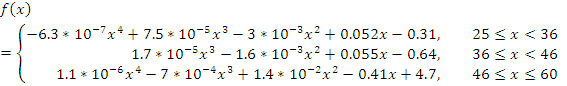 f(x)
= { −6.3 * 10⁻⁷x⁴ + 7.5 * 10⁻⁵x³ − 3 * 10⁻³x² + 0.052x − 0.31, 25 ≤ x < 36
1.7 * 10⁻⁵x³ − 1.6 * 10⁻³x² + 0.055x − 0.64, 36 ≤ x < 46
1.1 * 10⁻⁶x⁴ − 7 * 10⁻⁴x³ + 1.4 * 10⁻²x² − 0.41x + 4.7, 46 ≤ x ≤ 60